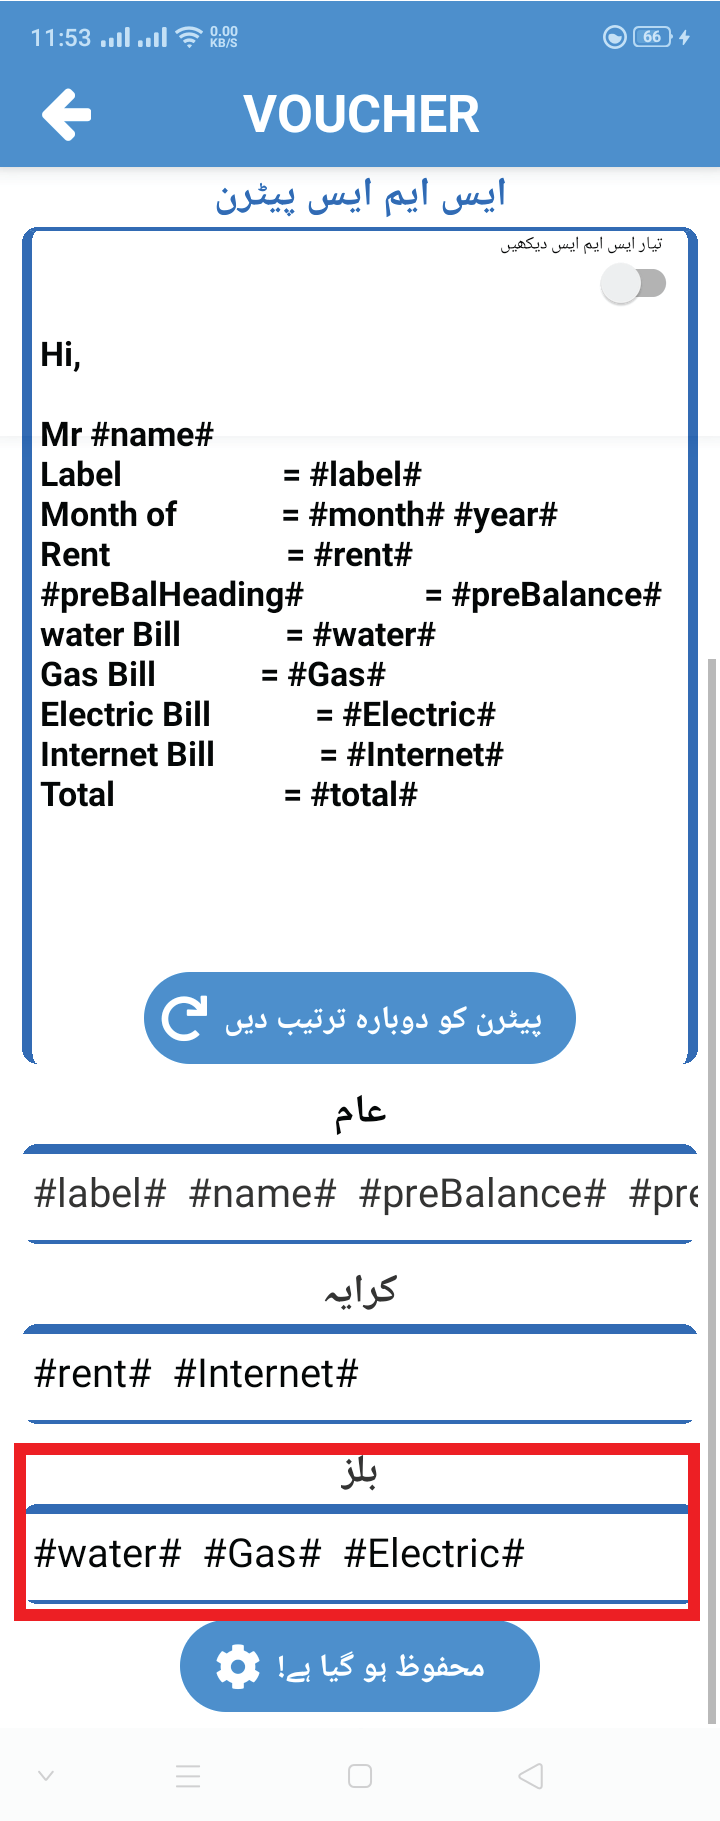 11:53 0.00 KB/S 66
VOUCHER
ایس ایم ایس پیٹرن
تیار ایس ایم ایس دیکھیں
Hi,
Mr #name#
Label = #label#
Month of = #month# #year#
Rent = #rent#
#preBalHeading# = #preBalance#
water Bill = #water#
Gas Bill = #Gas#
Electric Bill = #Electric#
Internet Bill = #Internet#
Total = #total#
پیٹرن کو دوبارہ ترتیب دیں
عام
#label# #name# #preBalance# #pre
کرایہ
#rent# #Internet#
بلز
#water# #Gas# #Electric#
محفوظ ہو گیا ہے!